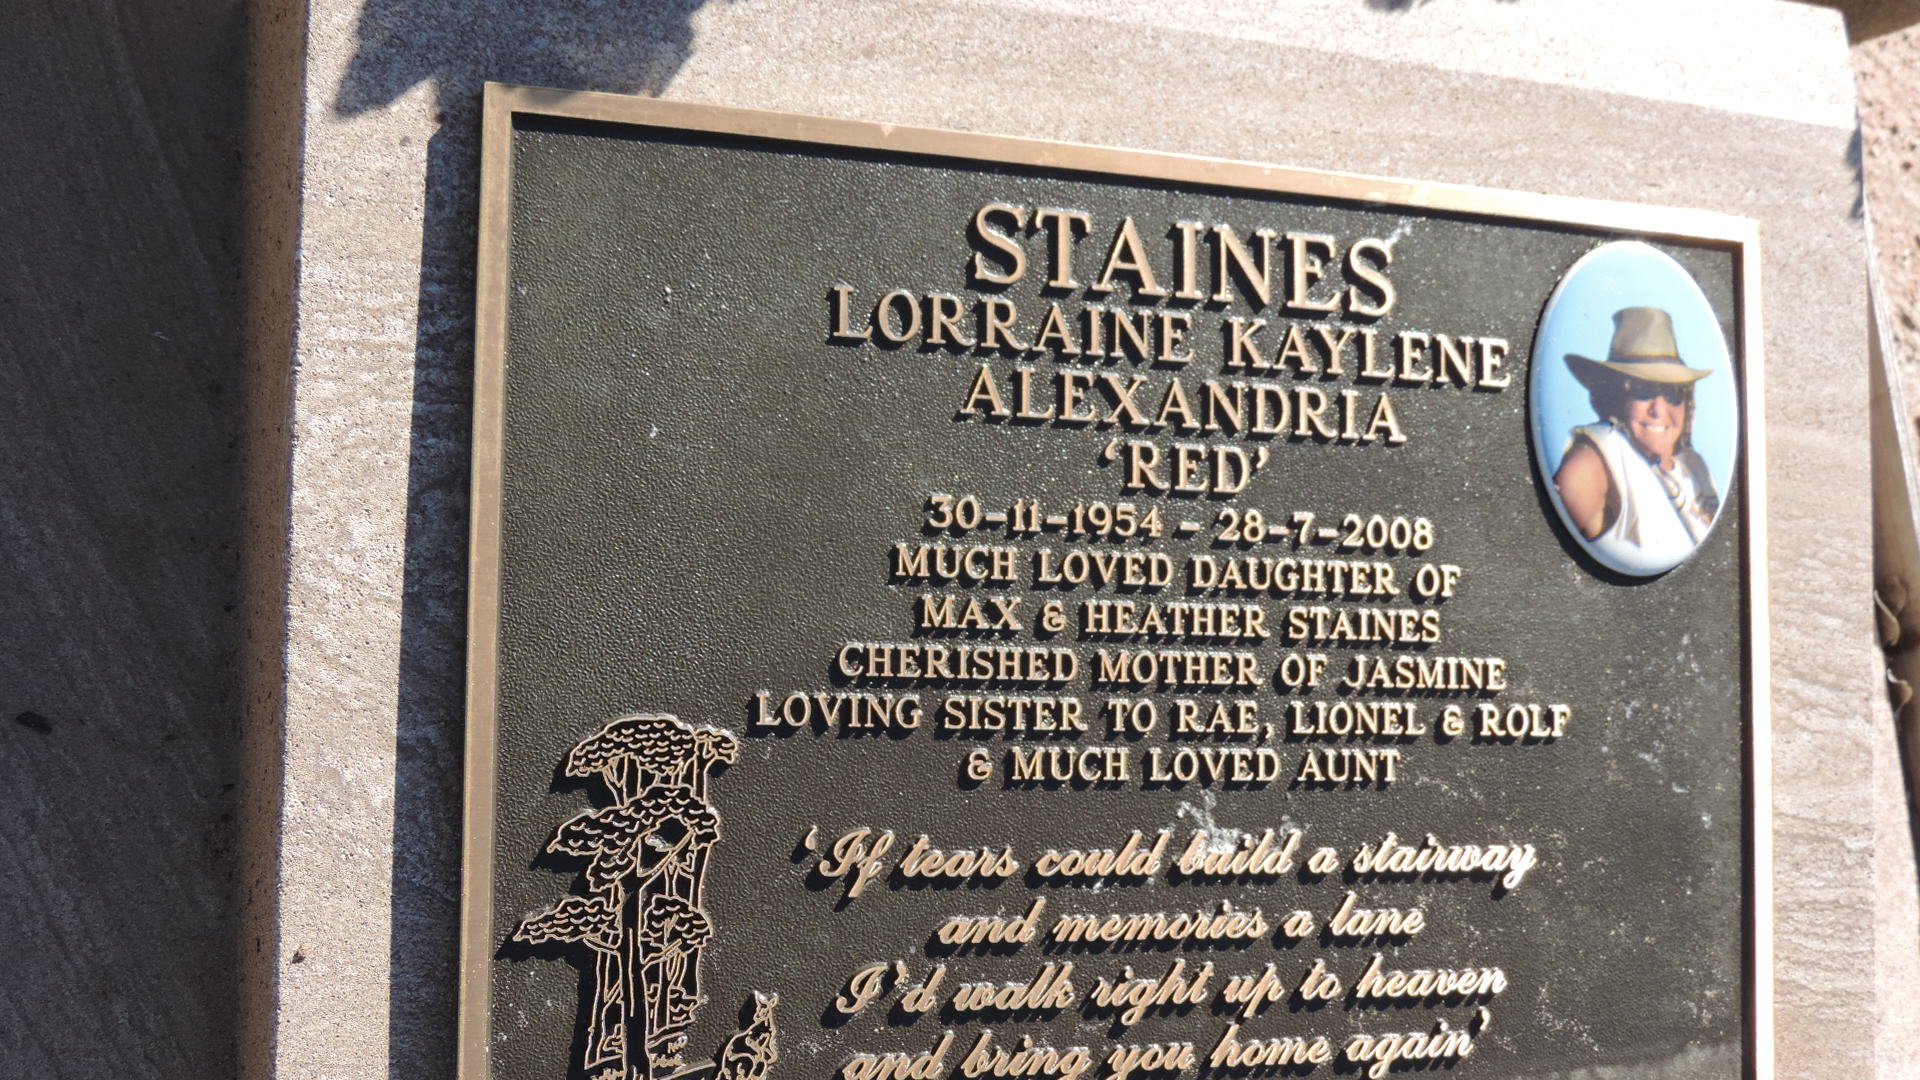 STAINES
LORRAINE KAYLENE
ALEXANDRIA
'RED'
30-11-1954 - 28-7-2008
MUCH LOVED DAUGHTER OF
MAX & HEATHER STAINES
CHERISHED MOTHER OF JASMINE
LOVING SISTER TO RAE, LIONEL & ROLF
& MUCH LOVED AUNT
'If tears could build a stairway
and memories a lane
I'd walk right up to heaven
and bring you home again'